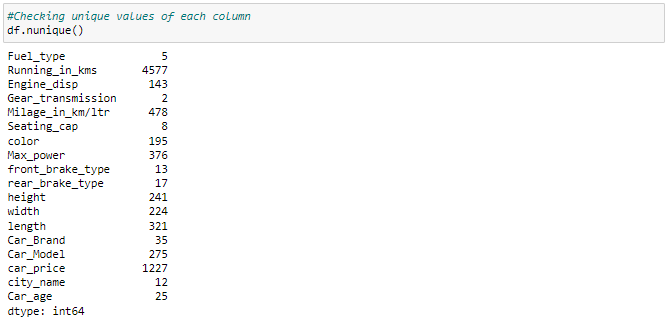 #Checking unique values of each column
df.nunique()
Fuel_type 5
Running_in_kms 4577
Engine_disp 143
Gear_transmission 2
Milage_in_km/ltr 478
Seating_cap 8
color 195
Max_power 376
front_brake_type 13
rear_brake_type 17
height 241
width 224
length 321
Car_Brand 35
Car_Model 275
car_price 1227
city_name 12
Car_age 25
dtype: int64